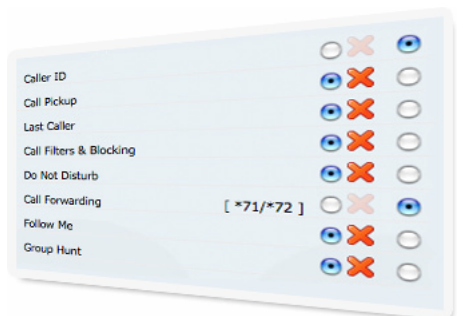 Caller ID
Call Pickup
Last Caller
Call Filters & Blocking
Do Not Disturb
Call Forwarding [ *71/*72 ]
Follow Me
Group Hunt